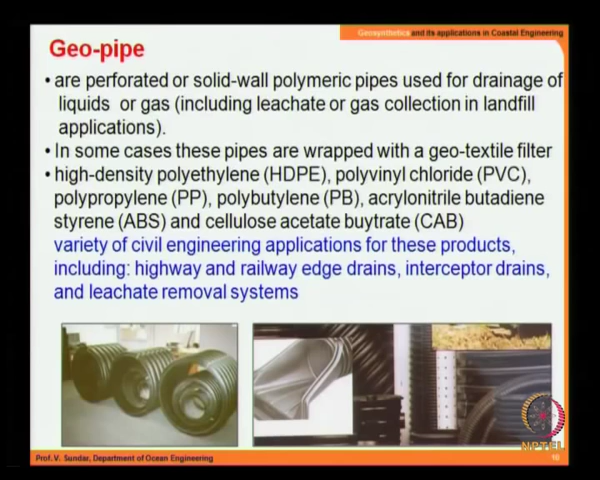 Geosynthetics and its applications in Coastal Engineering
Geo-pipe
• are perforated or solid-wall polymeric pipes used for drainage of
liquids or gas (including leachate or gas collection in landfill
applications).
• In some cases these pipes are wrapped with a geo-textile filter
• high-density polyethylene (HDPE), polyvinyl chloride (PVC),
polypropylene (PP), polybutylene (PB), acrylonitrile butadiene
styrene (ABS) and cellulose acetate buytrate (CAB)
variety of civil engineering applications for these products,
including: highway and railway edge drains, interceptor drains,
and leachate removal systems
NPTEL
Prof. V. Sundar, Department of Ocean Engineering